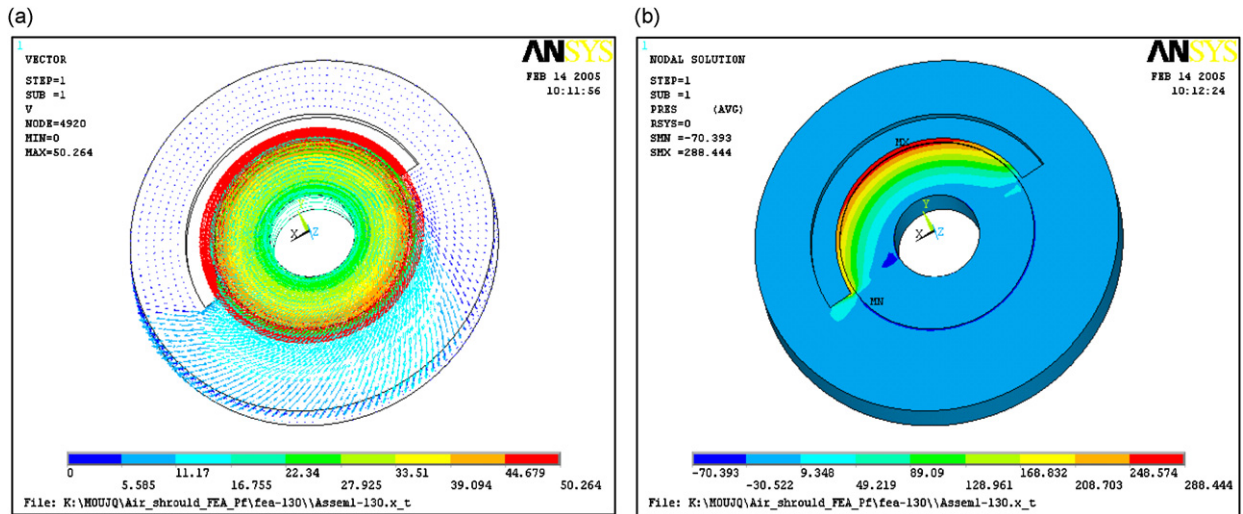 (a)
1
ANSYS
VECTOR
STEP=1
SUB =1
V
NODE=4920
MIN=0
MAX=50.264
FEB 14 2005
10:11:56
Y
X
Z
0
11.17
22.34
33.51
44.679
5.585
16.755
27.925
39.094
50.264
File: K:\MOUJQ\Air_shrould_FEA_Pf\fea-130\\Assem1-130.x_t
(b)
1
ANSYS
NODAL SOLUTION
STEP=1
SUB =1
PRES (AVG)
RSYS=0
SMN =-70.393
SMX =288.444
FEB 14 2005
10:12:24
MX
Y
X
Z
MN
-70.393
9.348
89.09
168.832
248.574
-30.522
49.219
128.961
208.703
288.444
File: K:\MOUJQ\Air_shrould_FEA_Pf\fea-130\\Assem1-130.x_t